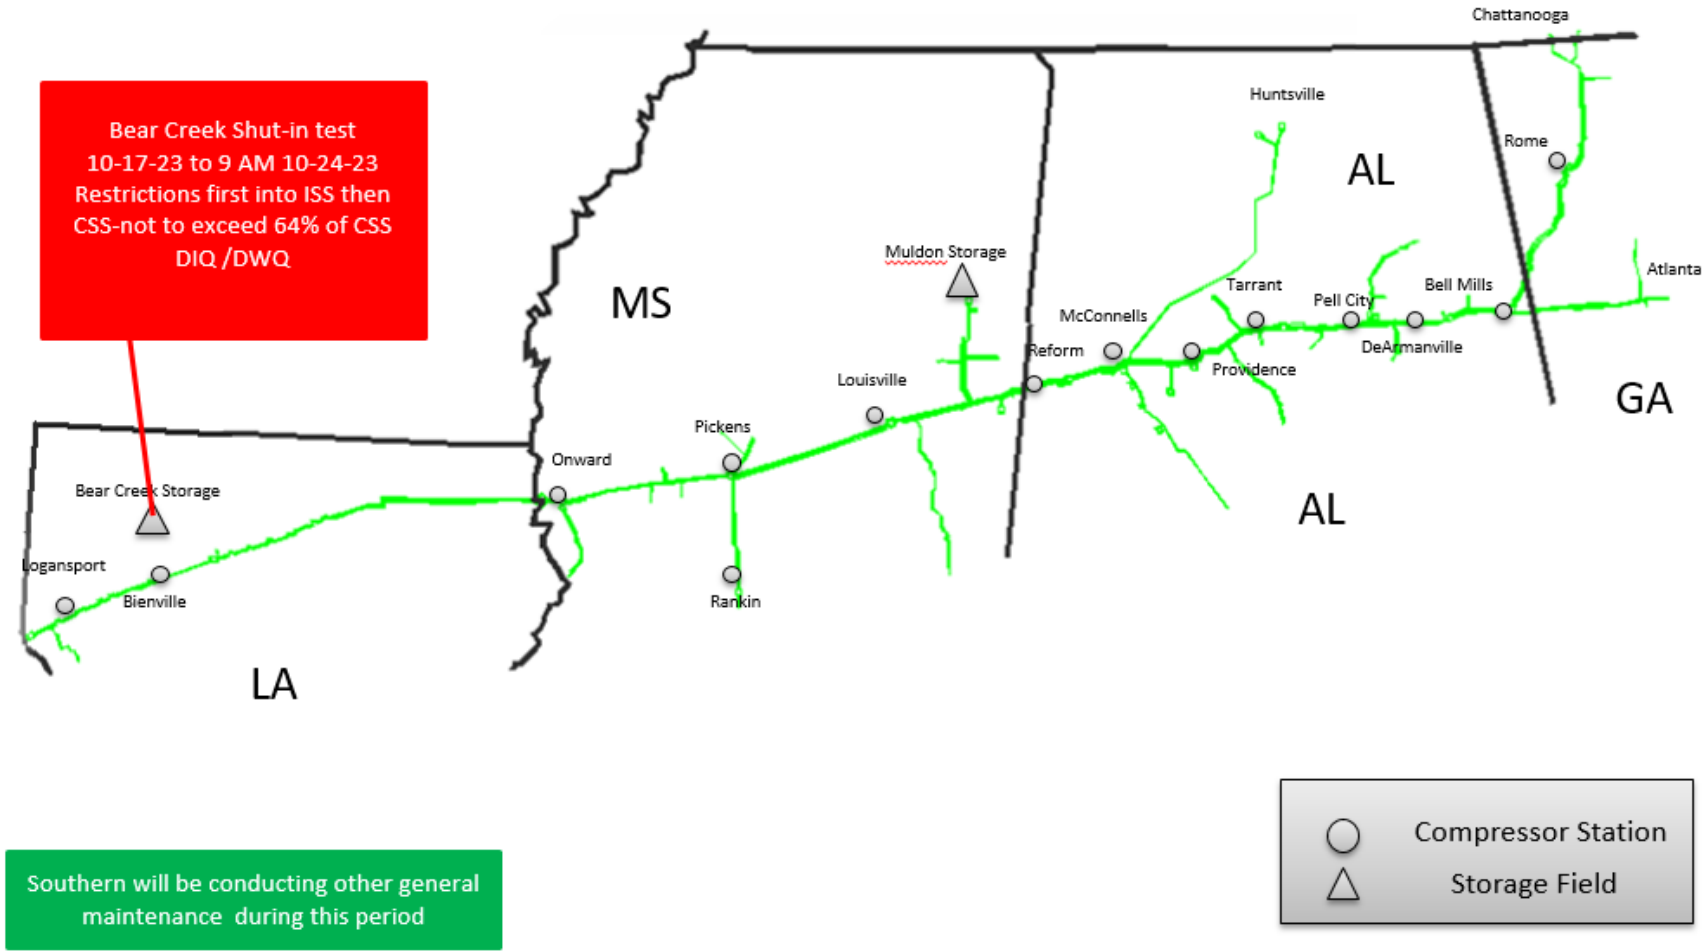 Chattanooga
Bear Creek Shut-in test
10-17-23 to 9 AM 10-24-23
Restrictions first into ISS then
CSS-not to exceed 64% of CSS
DIQ /DWQ
Huntsville
Rome
AL
Muldon Storage
MS
Tarrant
Pell City
Bell Mills
Atlanta
McConnells
Reform
DeArmanville
Providence
Louisville
GA
Pickens
Onward
Bear Creek Storage
AL
Logansport
Bienville
Rankin
LA
Compressor Station
Storage Field
Southern will be conducting other general
maintenance  during this period